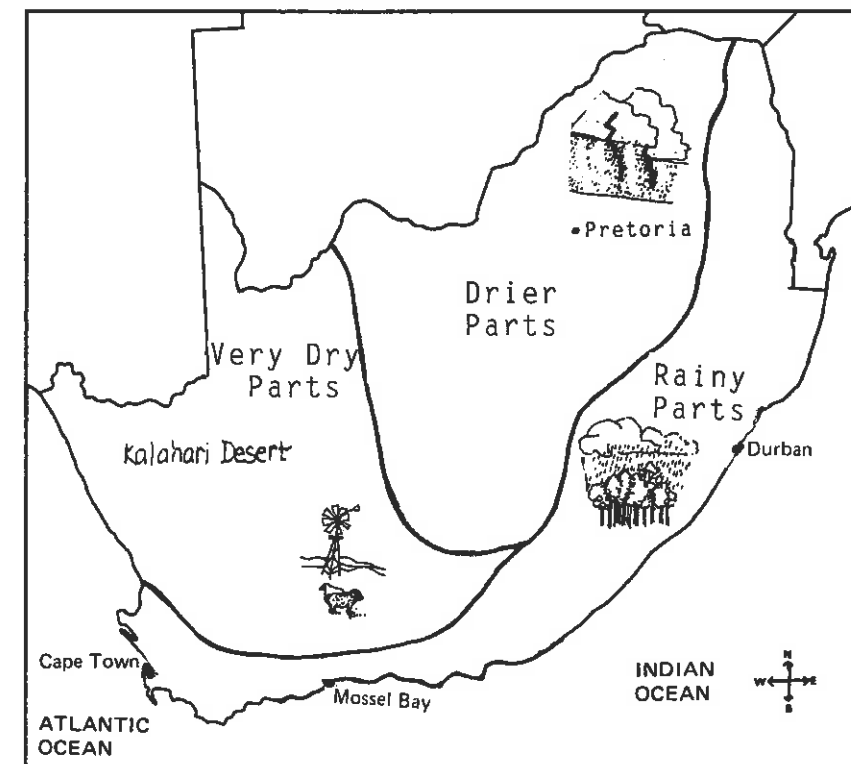 Pretoria
Drier
Parts
Very Dry
Parts
Rainy
Parts
Kalahari Desert
Durban
Cape Town
Mossel Bay
INDIAN
OCEAN
N
W
E
S
ATLANTIC
OCEAN